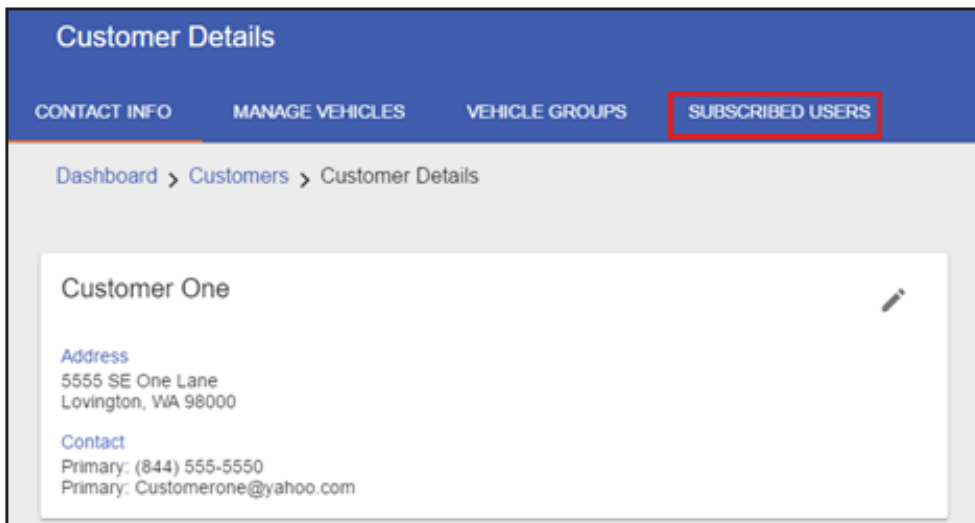 Customer Details
CONTACT INFO MANAGE VEHICLES VEHICLE GROUPS SUBSCRIBED USERS
Dashboard > Customers > Customer Details
Customer One
Address
5555 SE One Lane
Lovington, WA 98000
Contact
Primary: (844) 555-5550
Primary: Customerone@yahoo.com